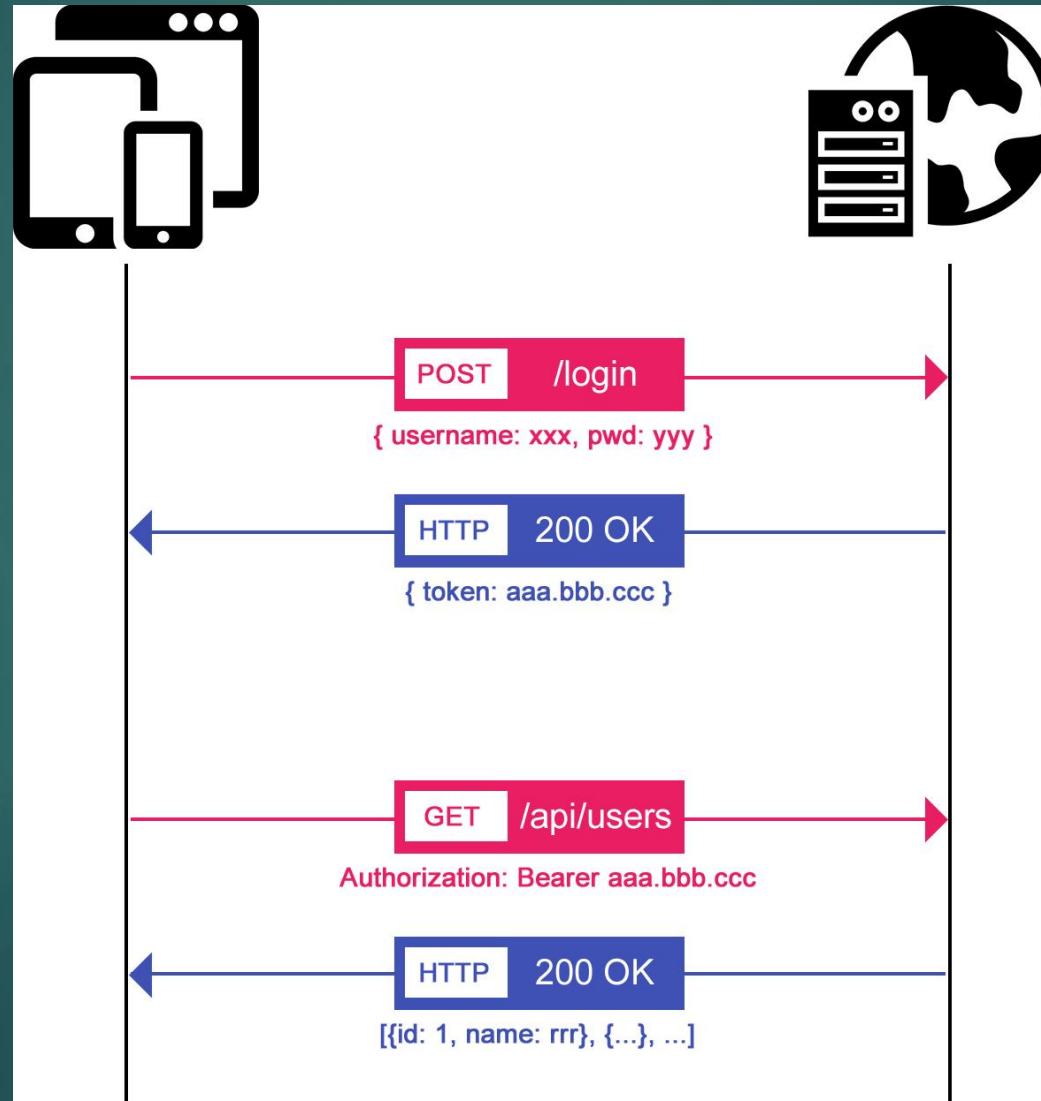 POST /login
{ username: xxx, pwd: yyy }
HTTP 200 OK
{ token: aaa.bbb.ccc }
GET /api/users
Authorization: Bearer aaa.bbb.ccc
HTTP 200 OK
[{id: 1, name: rrr}, {...}, ...]